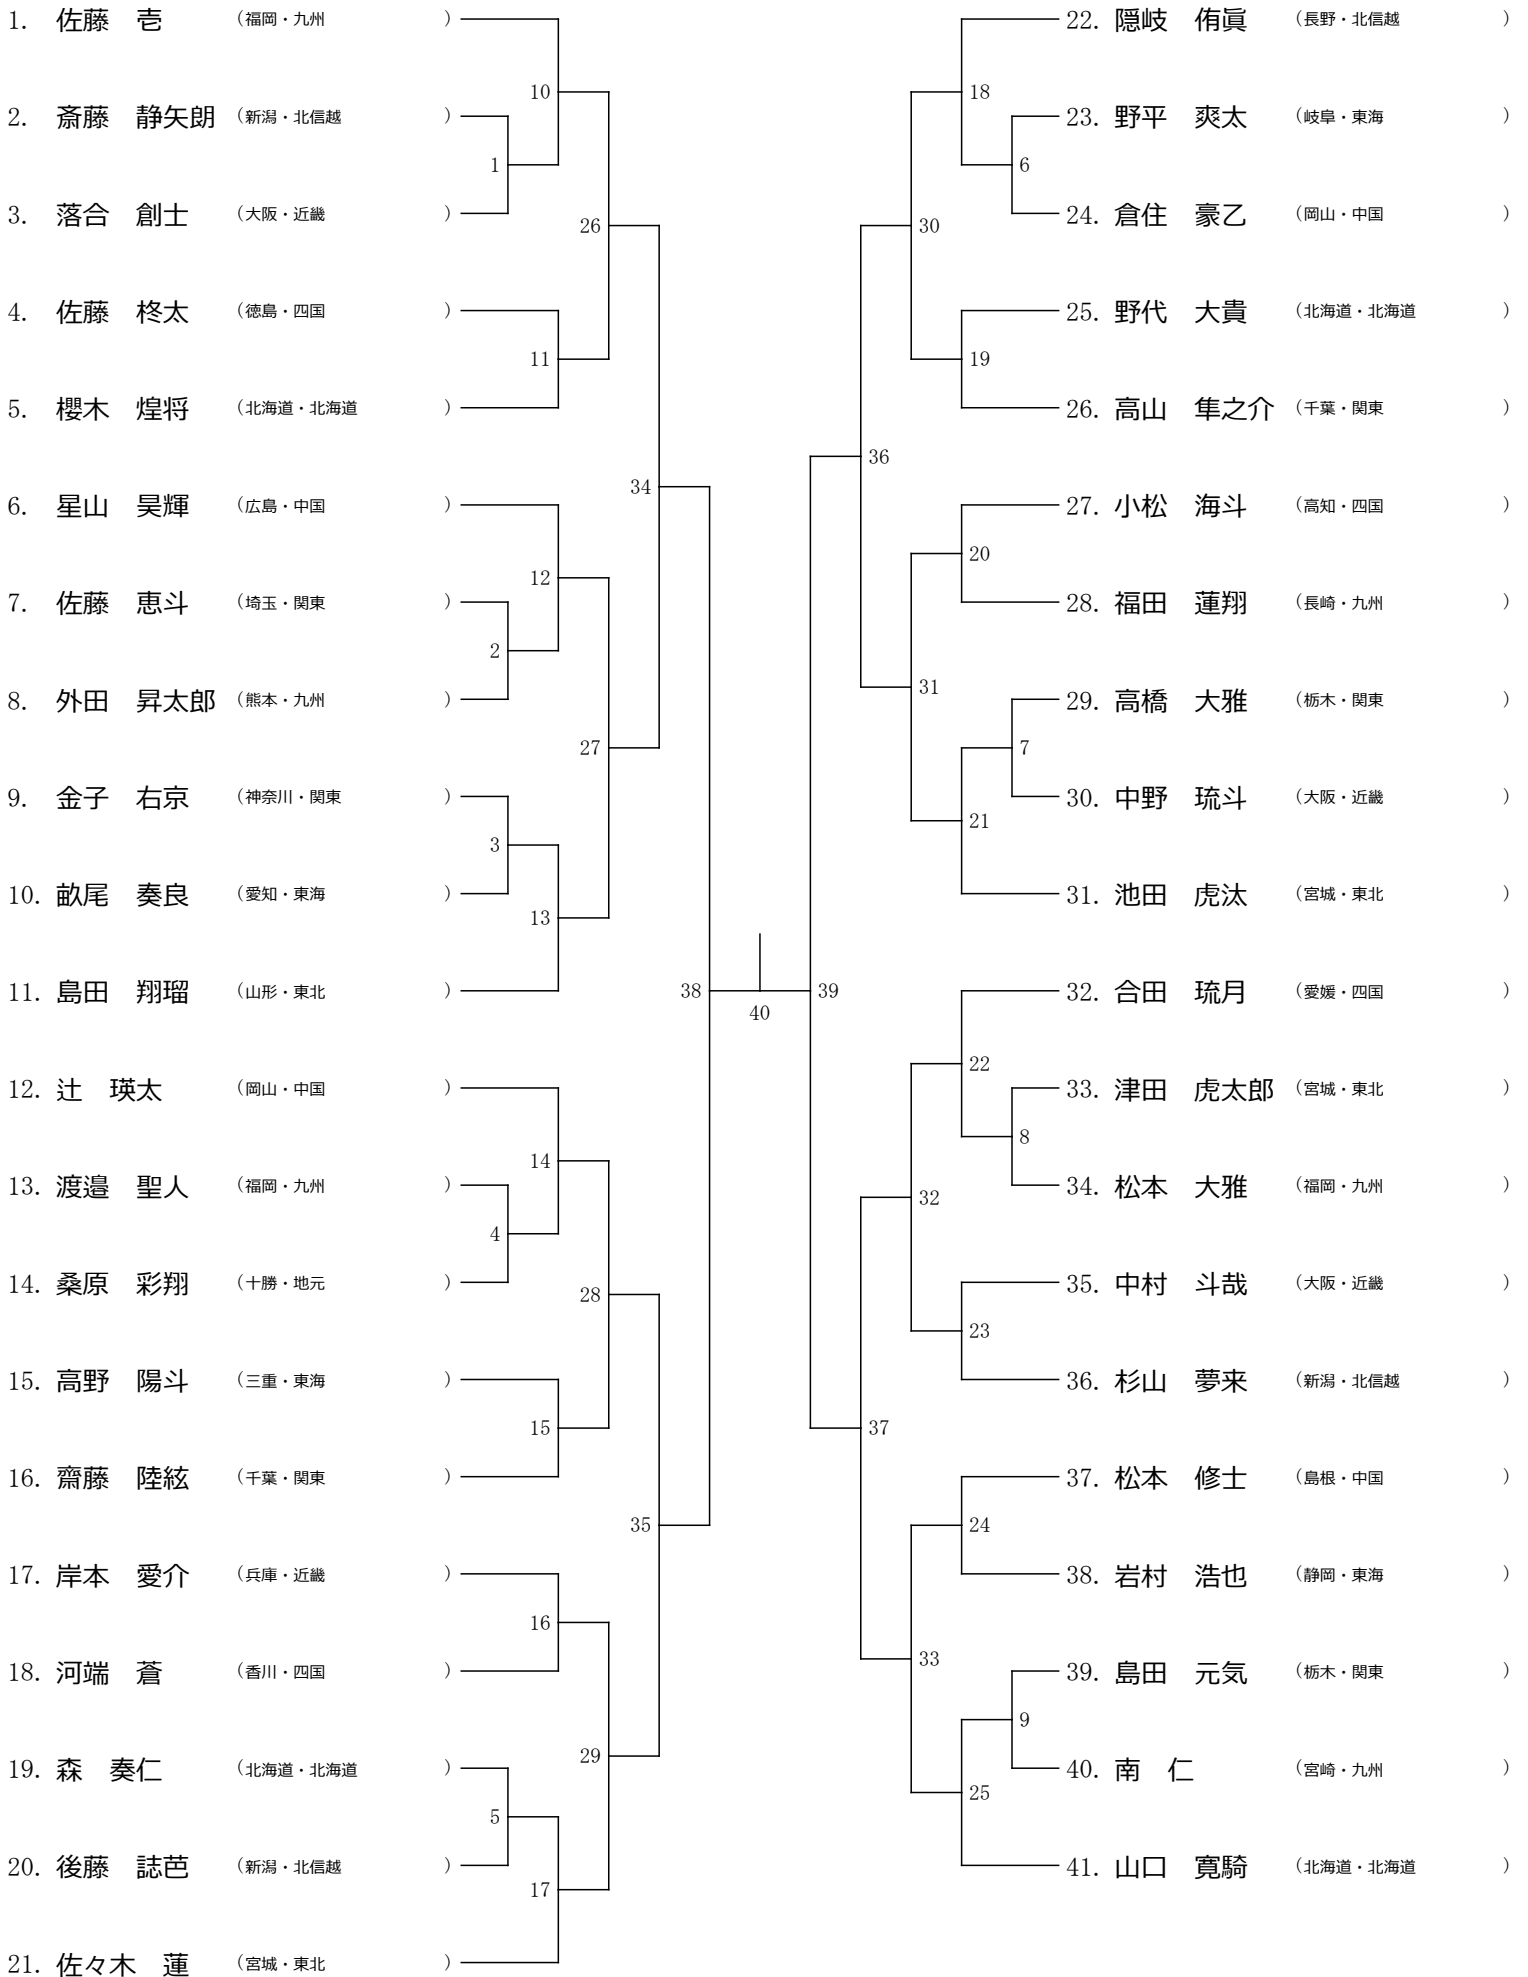 1. 佐藤　壱 （福岡・九州 ）
2. 斎藤　静矢朗 （新潟・北信越 ）
3. 落合　創士 （大阪・近畿 ）
4. 佐藤　柊太 （徳島・四国 ）
5. 櫻木　煌将 （北海道・北海道 ）
6. 星山　昊輝 （広島・中国 ）
7. 佐藤　恵斗 （埼玉・関東 ）
8. 外田　昇太郎 （熊本・九州 ）
9. 金子　右京 （神奈川・関東 ）
10. 畝尾　奏良 （愛知・東海 ）
11. 島田　翔瑠 （山形・東北 ）
12. 辻　瑛太 （岡山・中国 ）
13. 渡邉　聖人 （福岡・九州 ）
14. 桑原　彩翔 （十勝・地元 ）
15. 高野　陽斗 （三重・東海 ）
16. 齋藤　陸絃 （千葉・関東 ）
17. 岸本　愛介 （兵庫・近畿 ）
18. 河端　蒼 （香川・四国 ）
19. 森　奏仁 （北海道・北海道 ）
20. 後藤　誌芭 （新潟・北信越 ）
21. 佐々木　蓮 （宮城・東北 ）
1
2
3
4
5
10
11
12
13
14
15
16
17
26
27
28
29
34
35
38
40
39
36
37
30
31
32
33
18
19
20
21
22
23
24
25
6
7
8
9
22. 隠岐　侑眞 （長野・北信越 ）
23. 野平　爽太 （岐阜・東海 ）
24. 倉住　豪乙 （岡山・中国 ）
25. 野代　大貴 （北海道・北海道 ）
26. 高山　隼之介 （千葉・関東 ）
27. 小松　海斗 （高知・四国 ）
28. 福田　蓮翔 （長崎・九州 ）
29. 高橋　大雅 （栃木・関東 ）
30. 中野　琉斗 （大阪・近畿 ）
31. 池田　虎汰 （宮城・東北 ）
32. 合田　琉月 （愛媛・四国 ）
33. 津田　虎太郎 （宮城・東北 ）
34. 松本　大雅 （福岡・九州 ）
35. 中村　斗哉 （大阪・近畿 ）
36. 杉山　夢来 （新潟・北信越 ）
37. 松本　修士 （島根・中国 ）
38. 岩村　浩也 （静岡・東海 ）
39. 島田　元気 （栃木・関東 ）
40. 南　仁 （宮崎・九州 ）
41. 山口　寛騎 （北海道・北海道 ）